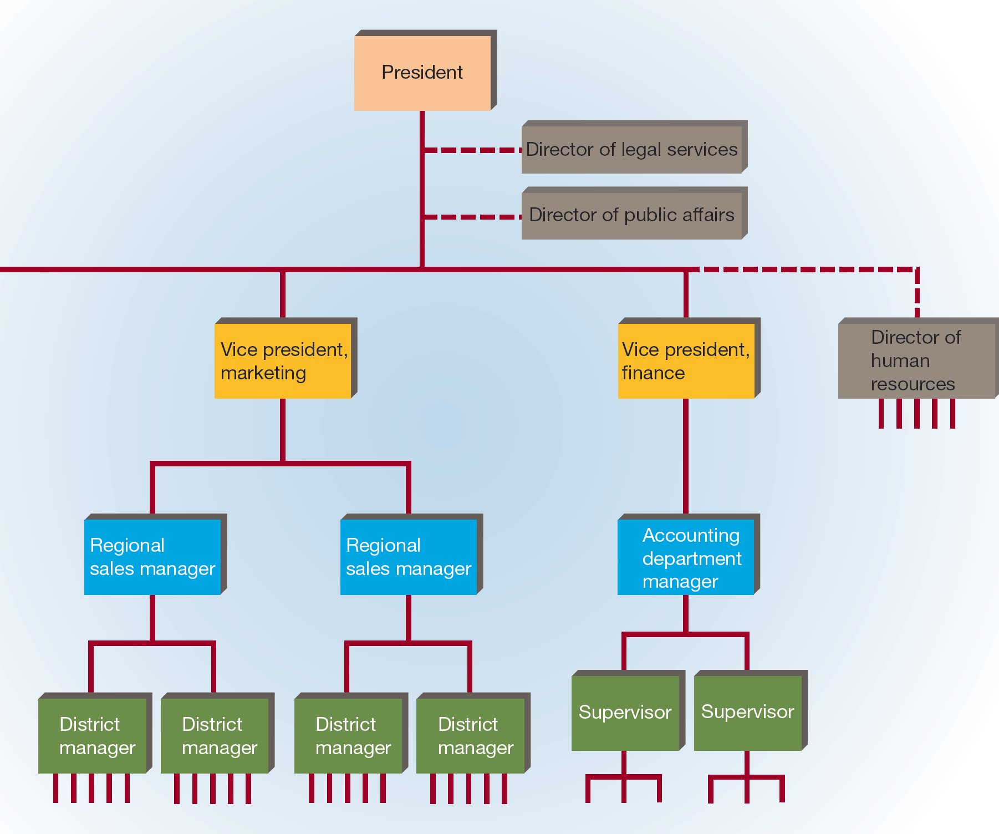 President
Director of legal services
Director of public affairs
Vice president,
marketing
Vice president,
finance
Director of
human
resources
Regional
sales manager
Regional
sales manager
Accounting
department
manager
District
manager
District
manager
District
manager
District
manager
Supervisor
Supervisor